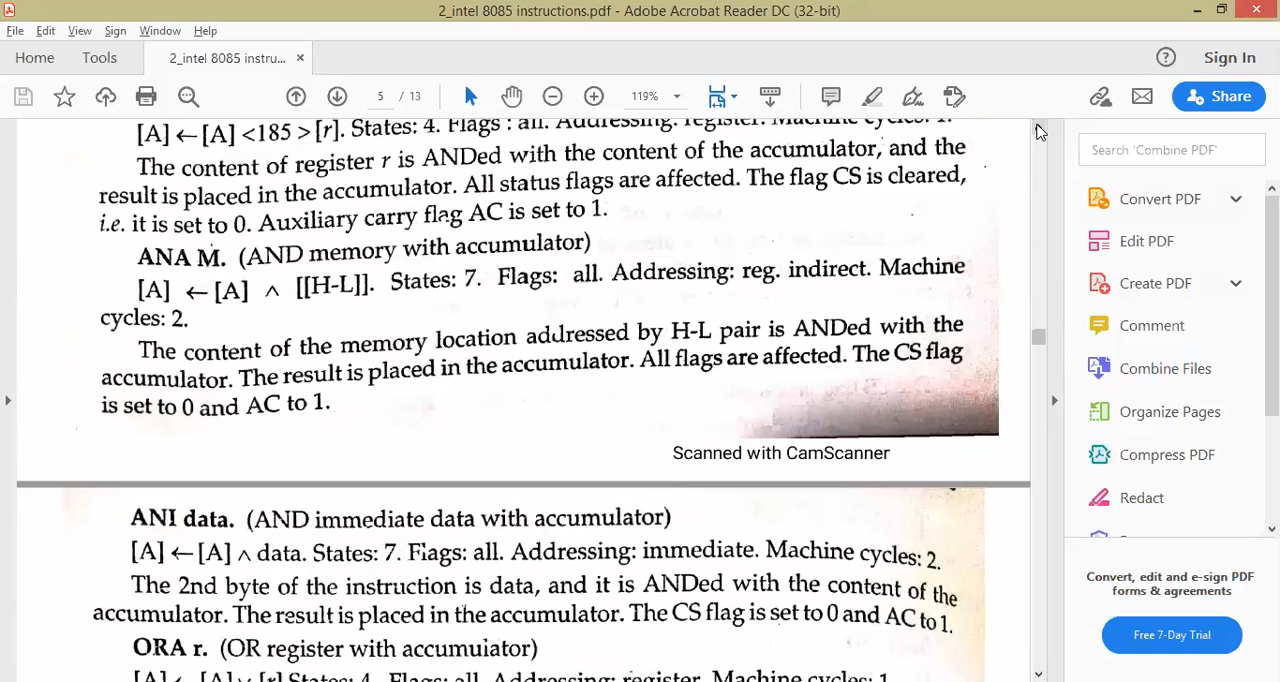 2_intel 8085 instructions.pdf - Adobe Acrobat Reader DC (32-bit)
File Edit View Sign Window Help
Home Tools 2_intel 8085 instru... × Sign In
5 / 13 119% Share
[A] ← [A] <185 > [r]. States: 4. Flags : all. Addressing: register. Machine cycles: 1.
The content of register r is ANDed with the content of the accumulator, and the
result is placed in the accumulator. All status flags are affected. The flag CS is cleared,
i.e. it is set to 0. Auxiliary carry flag AC is set to 1.
ANA M. (AND memory with accumulator)
[A] ← [A] ∧ [[H-L]]. States: 7. Flags: all. Addressing: reg. indirect. Machine
cycles: 2.
The content of the memory location addressed by H-L pair is ANDed with the
accumulator. The result is placed in the accumulator. All flags are affected. The CS flag
is set to 0 and AC to 1.
Scanned with CamScanner
ANI data. (AND immediate data with accumulator)
[A] ← [A] ∧ data. States: 7. Flags: all. Addressing: immediate. Machine cycles: 2.
The 2nd byte of the instruction is data, and it is ANDed with the content of the
accumulator. The result is placed in the accumulator. The CS flag is set to 0 and AC to 1.
ORA r. (OR register with accumulator)
[A] ← [A] ∨ [r] States: 4. Flags: all. Addressing: register. Machine cycles: 1
Search 'Combine PDF'
Convert PDF
Edit PDF
Create PDF
Comment
Combine Files
Organize Pages
Compress PDF
Redact
Convert, edit and e-sign PDF
forms & agreements
Free 7-Day Trial